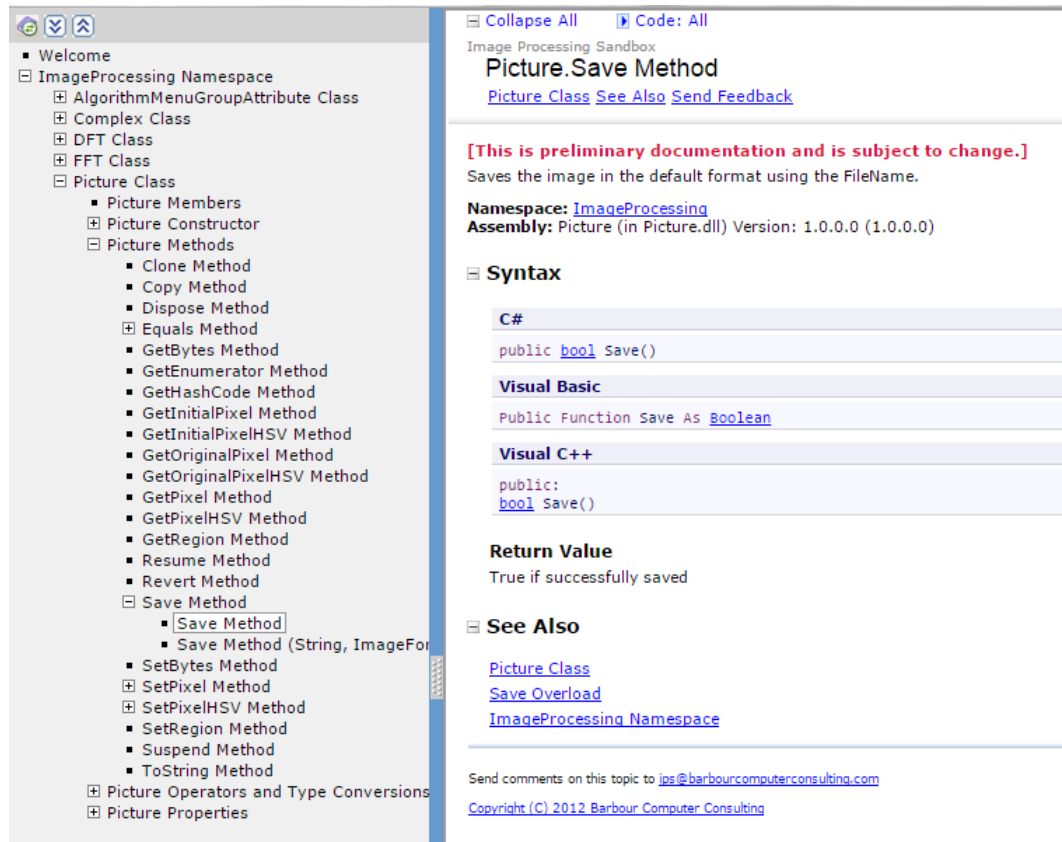 Welcome
ImageProcessing Namespace
AlgorithmMenuGroupAttribute Class
Complex Class
DFT Class
FFT Class
Picture Class
Picture Members
Picture Constructor
Picture Methods
Clone Method
Copy Method
Dispose Method
Equals Method
GetBytes Method
GetEnumerator Method
GetHashCode Method
GetInitialPixel Method
GetInitialPixelHSV Method
GetOriginalPixel Method
GetOriginalPixelHSV Method
GetPixel Method
GetPixelHSV Method
GetRegion Method
Resume Method
Revert Method
Save Method
Save Method
Save Method (String, ImageFor
SetBytes Method
SetPixel Method
SetPixelHSV Method
SetRegion Method
Suspend Method
ToString Method
Picture Operators and Type Conversions
Picture Properties
Collapse All Code: All
Image Processing Sandbox
Picture.Save Method
Picture Class See Also Send Feedback
[This is preliminary documentation and is subject to change.]
Saves the image in the default format using the FileName.
Namespace: ImageProcessing
Assembly: Picture (in Picture.dll) Version: 1.0.0.0 (1.0.0.0)
Syntax
C#
public bool Save()
Visual Basic
Public Function Save As Boolean
Visual C++
public:
bool Save()
Return Value
True if successfully saved
See Also
Picture Class
Save Overload
ImageProcessing Namespace
Send comments on this topic to ips@barbourcomputerconsulting.com
Copyright (C) 2012 Barbour Computer Consulting